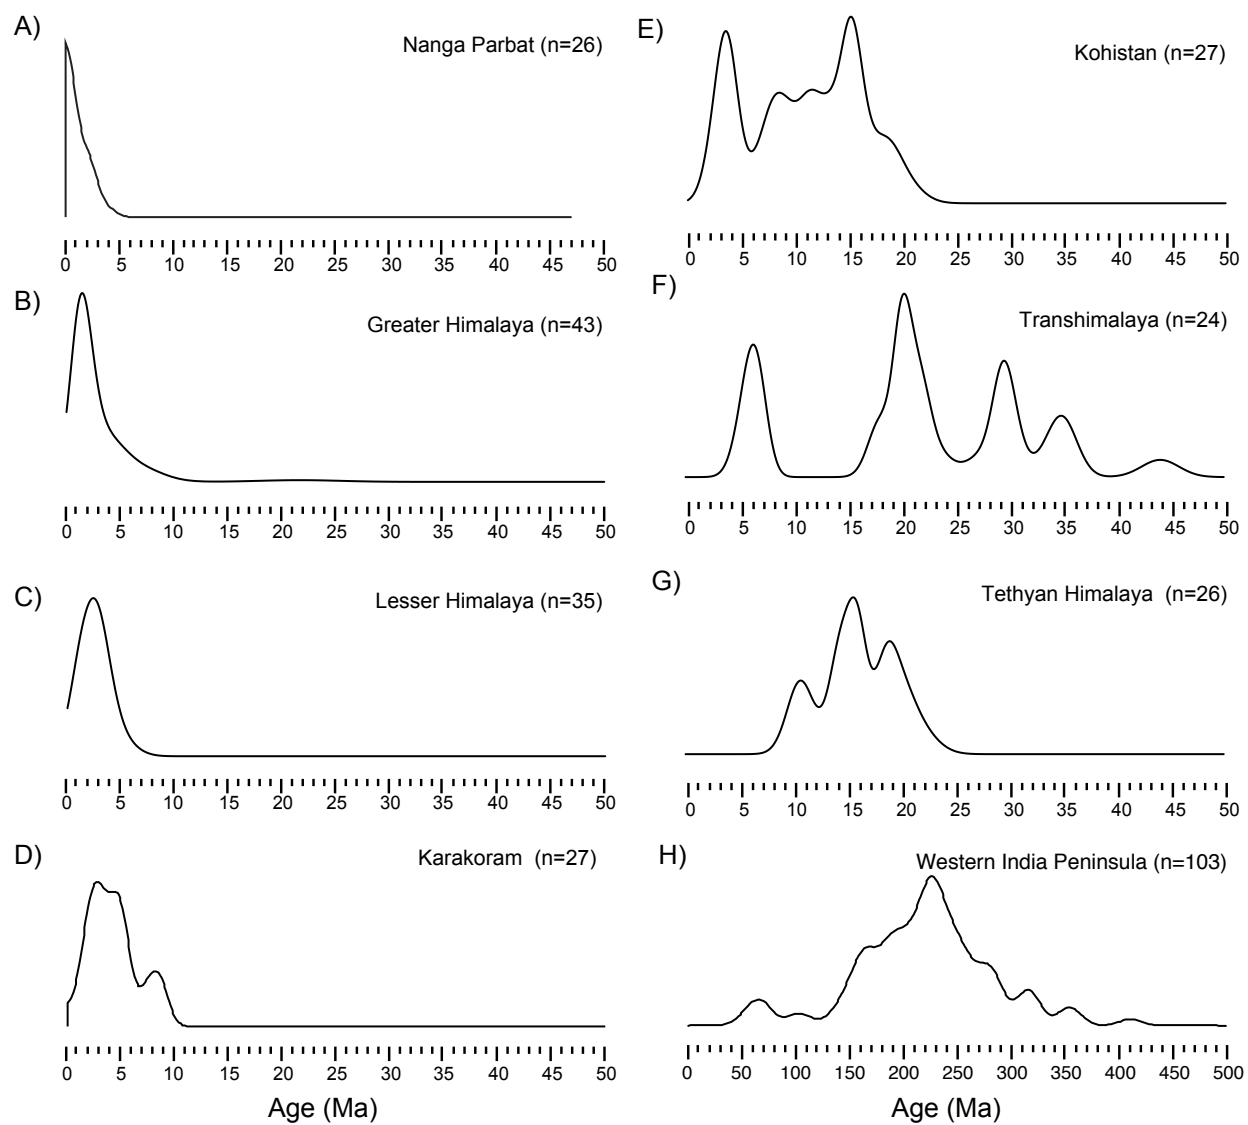 A)
Nanga Parbat (n=26)
0 5 10 15 20 25 30 35 40 45 50
B)
Greater Himalaya (n=43)
0 5 10 15 20 25 30 35 40 45 50
C)
Lesser Himalaya (n=35)
0 5 10 15 20 25 30 35 40 45 50
D)
Karakoram (n=27)
0 5 10 15 20 25 30 35 40 45 50
Age (Ma)
E)
Kohistan (n=27)
0 5 10 15 20 25 30 35 40 45 50
F)
Transhimalaya (n=24)
0 5 10 15 20 25 30 35 40 45 50
G)
Tethyan Himalaya (n=26)
0 5 10 15 20 25 30 35 40 45 50
H)
Western India Peninsula (n=103)
0 50 100 150 200 250 300 350 400 450 500
Age (Ma)